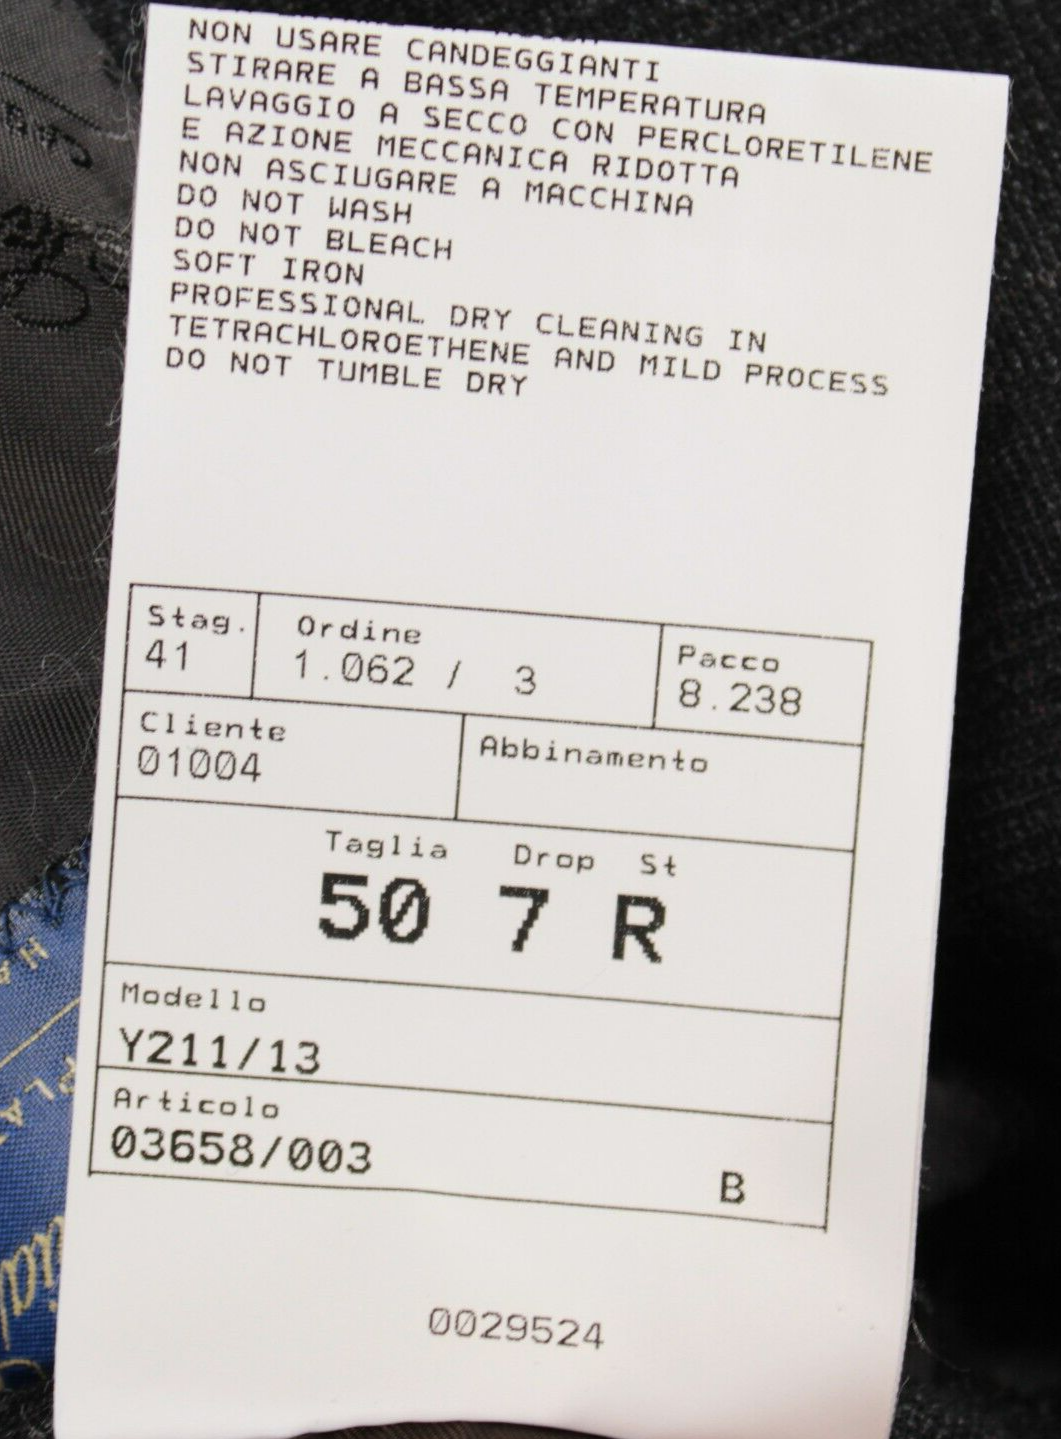 NON USARE CANDEGGIANTI
STIRARE A BASSA TEMPERATURA
LAVAGGIO A SECCO CON PERCLORETILENE
E AZIONE MECCANICA RIDOTTA
NON ASCIUGARE A MACCHINA
DO NOT WASH
DO NOT BLEACH
SOFT IRON
PROFESSIONAL DRY CLEANING IN
TETRACHLOROETHENE AND MILD PROCESS
DO NOT TUMBLE DRY
Stag. Ordine Pacco
41 1.062 / 3 8.238
Cliente Abbinamento
01004
Taglia Drop St
50 7 R
Modello
Y211/13
Articolo
03658/003 B
0029524